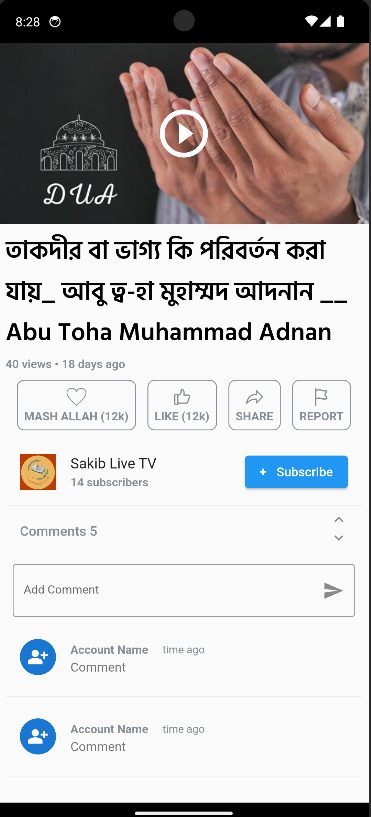 8:28
DUA
তাকদীর বা ভাগ্য কি পরিবর্তন করা
যায়_ আবু ত্ব-হা মুহাম্মদ আদনান __
Abu Toha Muhammad Adnan
40 views • 18 days ago
MASH ALLAH (12k)
LIKE (12k)
SHARE
REPORT
Sakib Live TV
14 subscribers
+ Subscribe
Comments 5
Add Comment
Account Name time ago
Comment
Account Name time ago
Comment